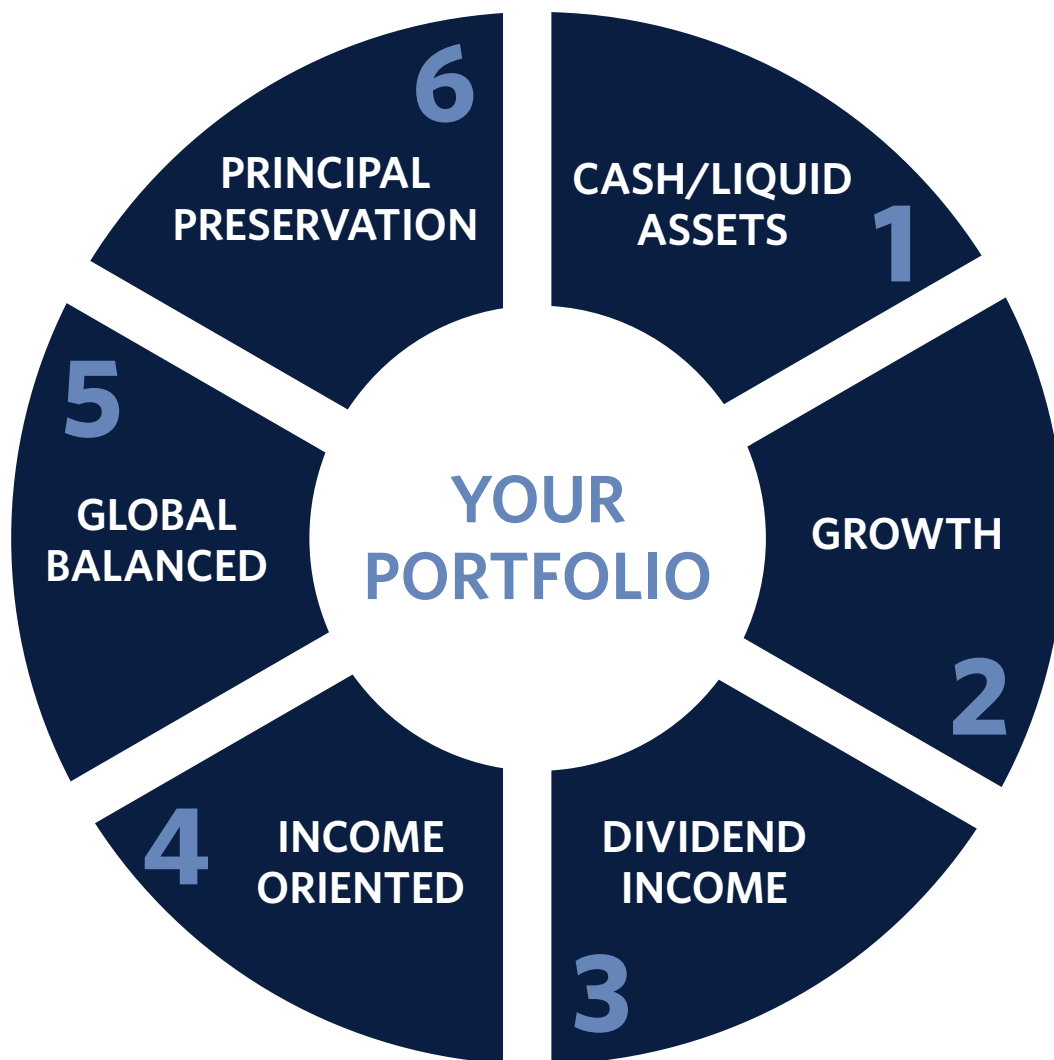 YOUR
PORTFOLIO
CASH/LIQUID
ASSETS
1
GROWTH
2
DIVIDEND
INCOME
3
INCOME
ORIENTED
4
GLOBAL
BALANCED
5
PRINCIPAL
PRESERVATION
6